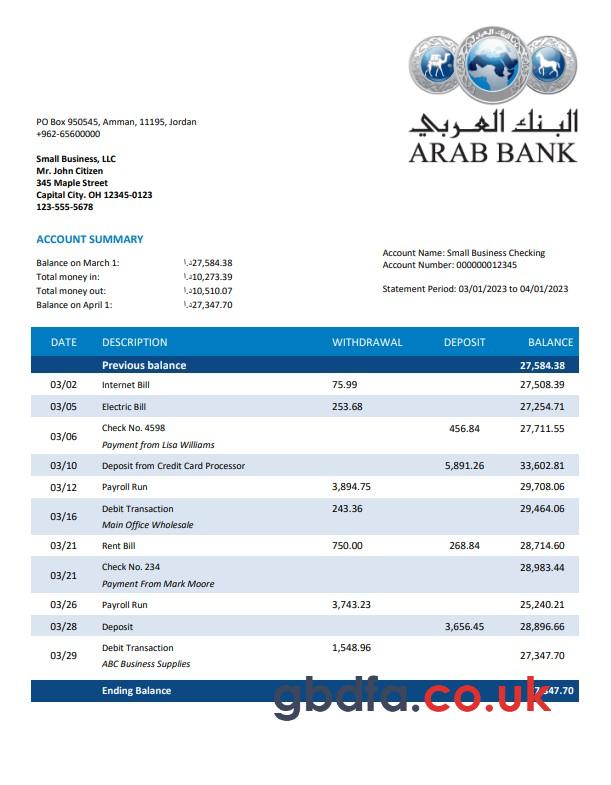 البنك العربي
ARAB BANK
PO Box 950545, Amman, 11195, Jordan
+962-65600000
Small Business, LLC
Mr. John Citizen
345 Maple Street
Capital City. OH 12345-0123
123-555-5678
ACCOUNT SUMMARY
Balance on March 1: د.ا27,584.38
Total money in: د.ا10,273.39
Total money out: د.ا10,510.07
Balance on April 1: د.ا27,347.70
Account Name: Small Business Checking
Account Number: 000000012345
Statement Period: 03/01/2023 to 04/01/2023
DATE DESCRIPTION WITHDRAWAL DEPOSIT BALANCE
Previous balance 27,584.38
03/02 Internet Bill 75.99 27,508.39
03/05 Electric Bill 253.68 27,254.71
03/06 Check No. 4598 456.84 27,711.55
Payment from Lisa Williams
03/10 Deposit from Credit Card Processor 5,891.26 33,602.81
03/12 Payroll Run 3,894.75 29,708.06
03/16 Debit Transaction 243.36 29,464.06
Main Office Wholesale
03/21 Rent Bill 750.00 268.84 28,714.60
03/21 Check No. 234 28,983.44
Payment From Mark Moore
03/26 Payroll Run 3,743.23 25,240.21
03/28 Deposit 3,656.45 28,896.66
03/29 Debit Transaction 1,548.96 27,347.70
ABC Business Supplies
Ending Balance 27,347.70
gbdfa.co.uk